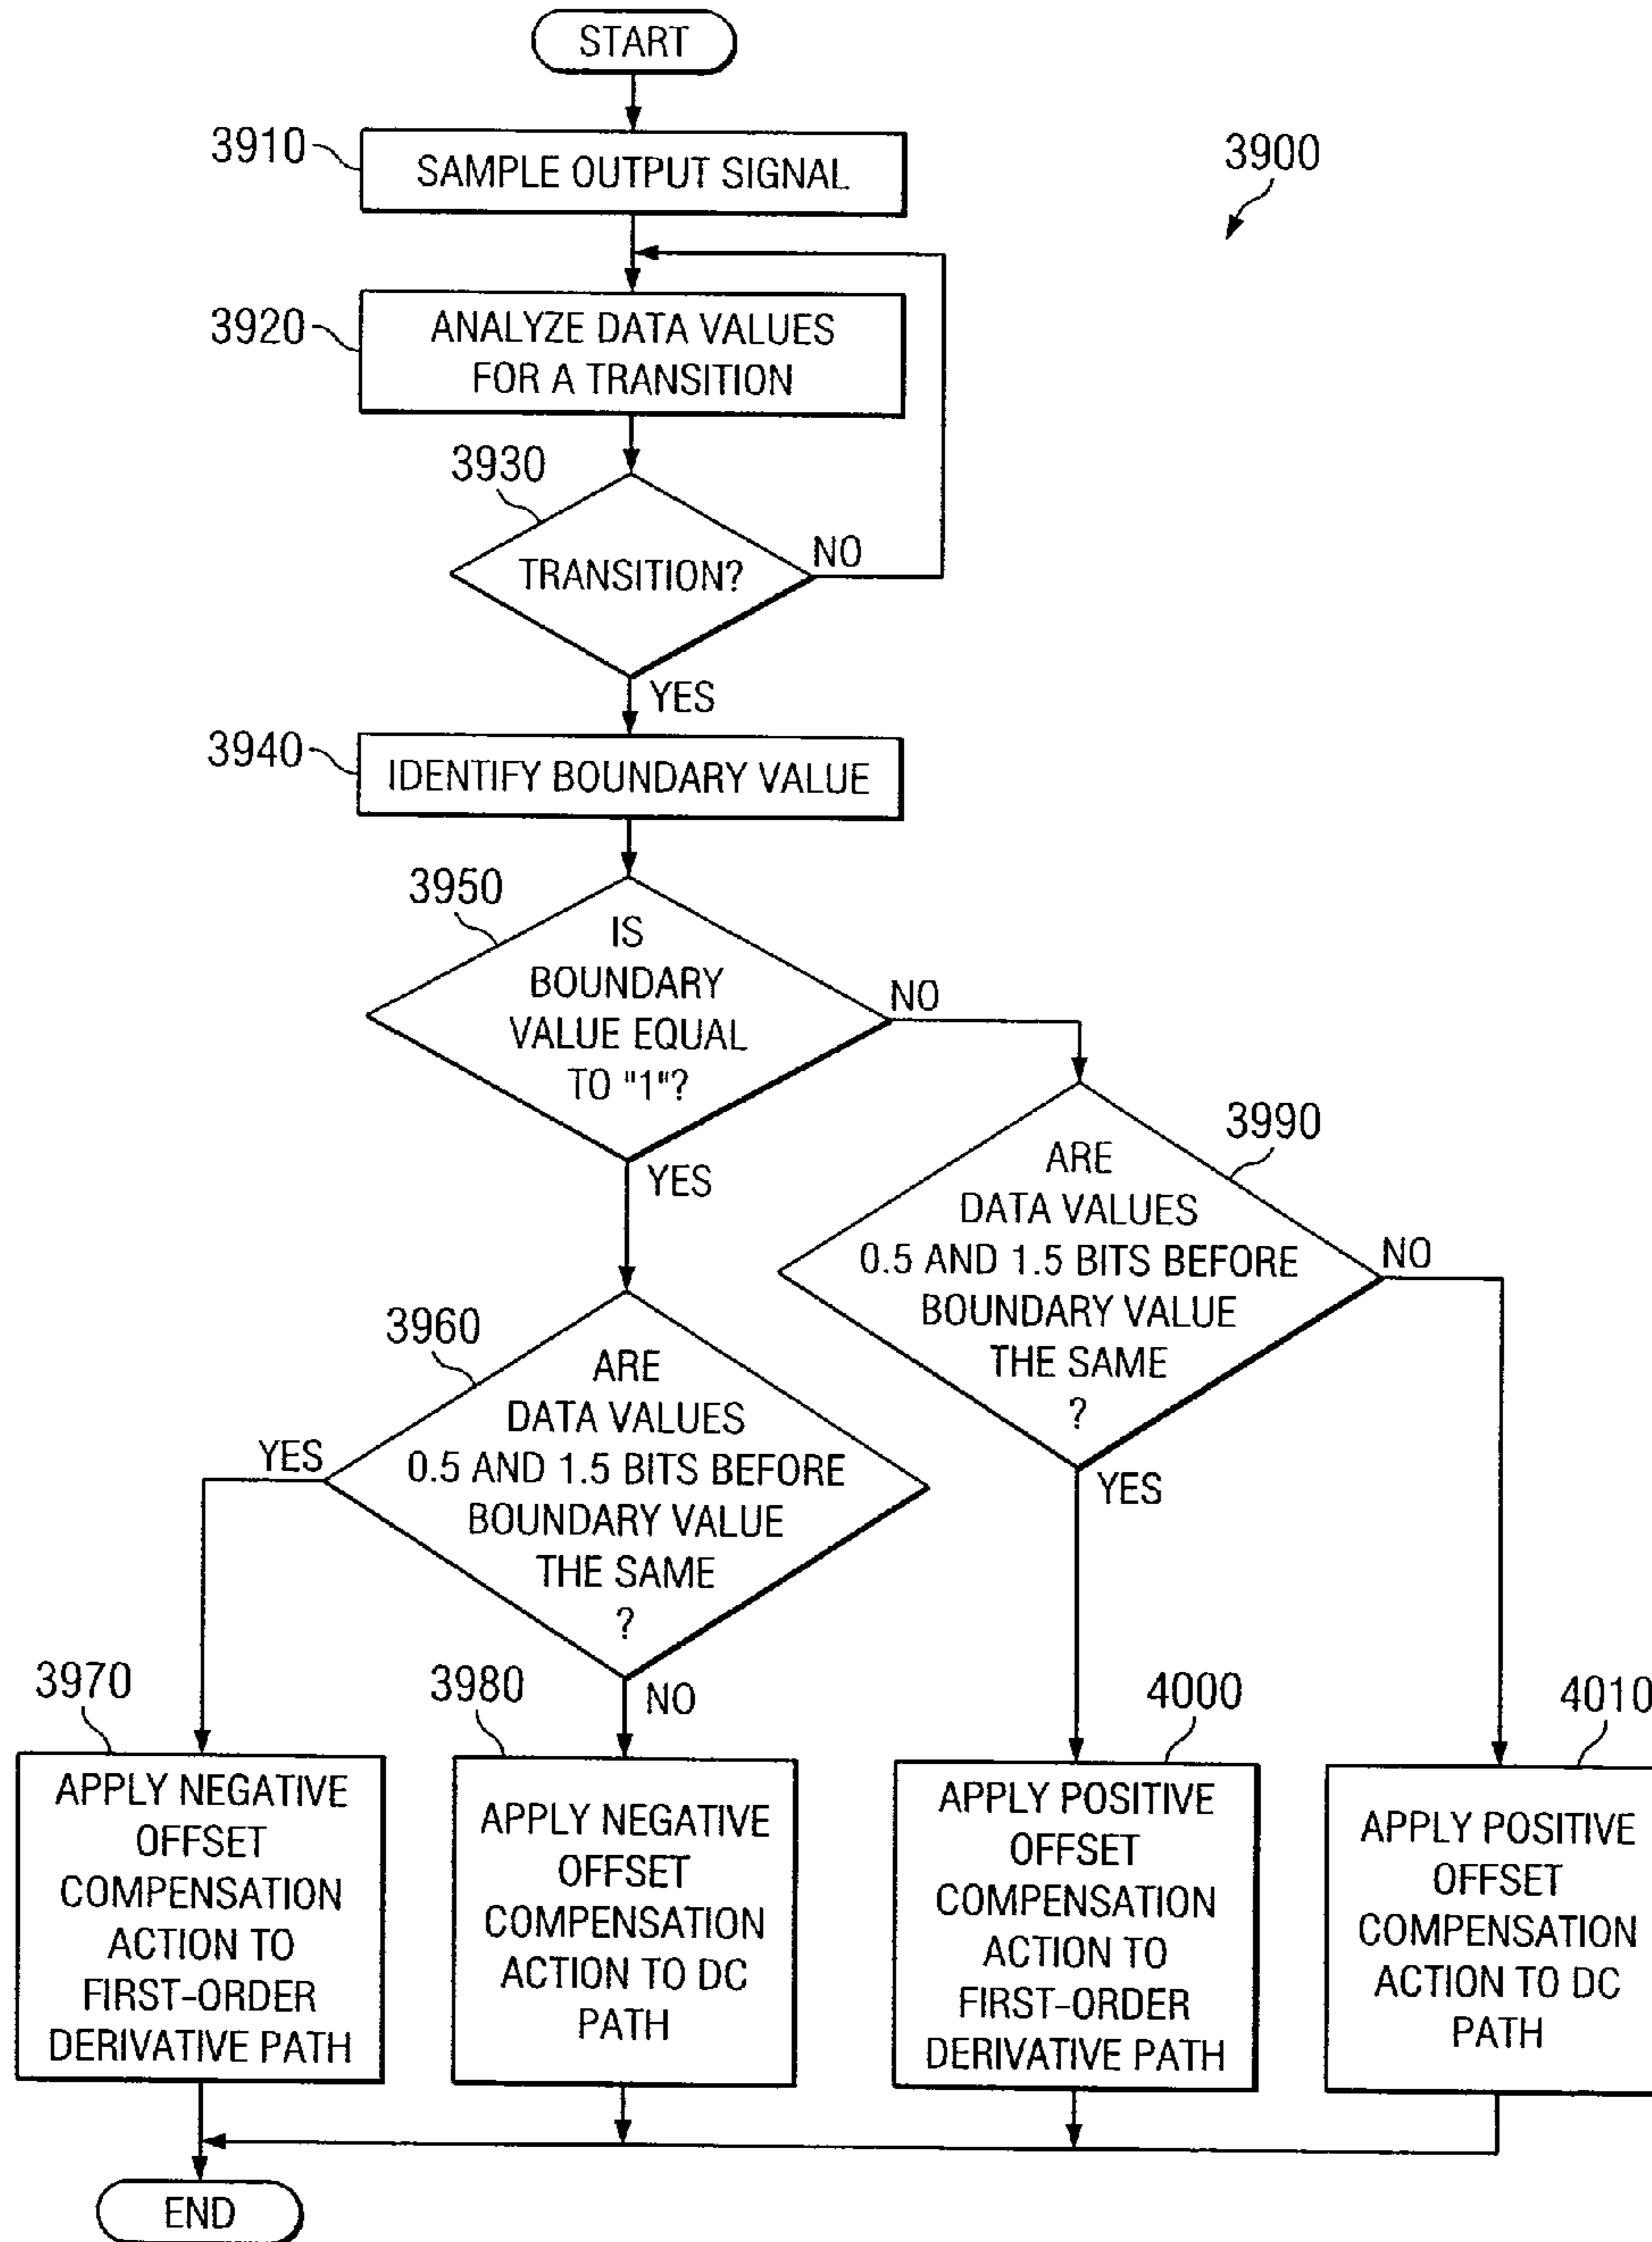 START
3910
SAMPLE OUTPUT SIGNAL
3900
3920
ANALYZE DATA VALUES
FOR A TRANSITION
3930
TRANSITION?
NO
YES
3940
IDENTIFY BOUNDARY VALUE
3950
IS
BOUNDARY
VALUE EQUAL
TO "1"?
NO
YES
3990
ARE
DATA VALUES
0.5 AND 1.5 BITS BEFORE
BOUNDARY VALUE
THE SAME
?
NO
YES
3960
ARE
DATA VALUES
0.5 AND 1.5 BITS BEFORE
BOUNDARY VALUE
THE SAME
?
YES
NO
3970
APPLY NEGATIVE
OFFSET
COMPENSATION
ACTION TO
FIRST-ORDER
DERIVATIVE PATH
3980
APPLY NEGATIVE
OFFSET
COMPENSATION
ACTION TO DC
PATH
4000
APPLY POSITIVE
OFFSET
COMPENSATION
ACTION TO
FIRST-ORDER
DERIVATIVE PATH
4010
APPLY POSITIVE
OFFSET
COMPENSATION
ACTION TO DC
PATH
END